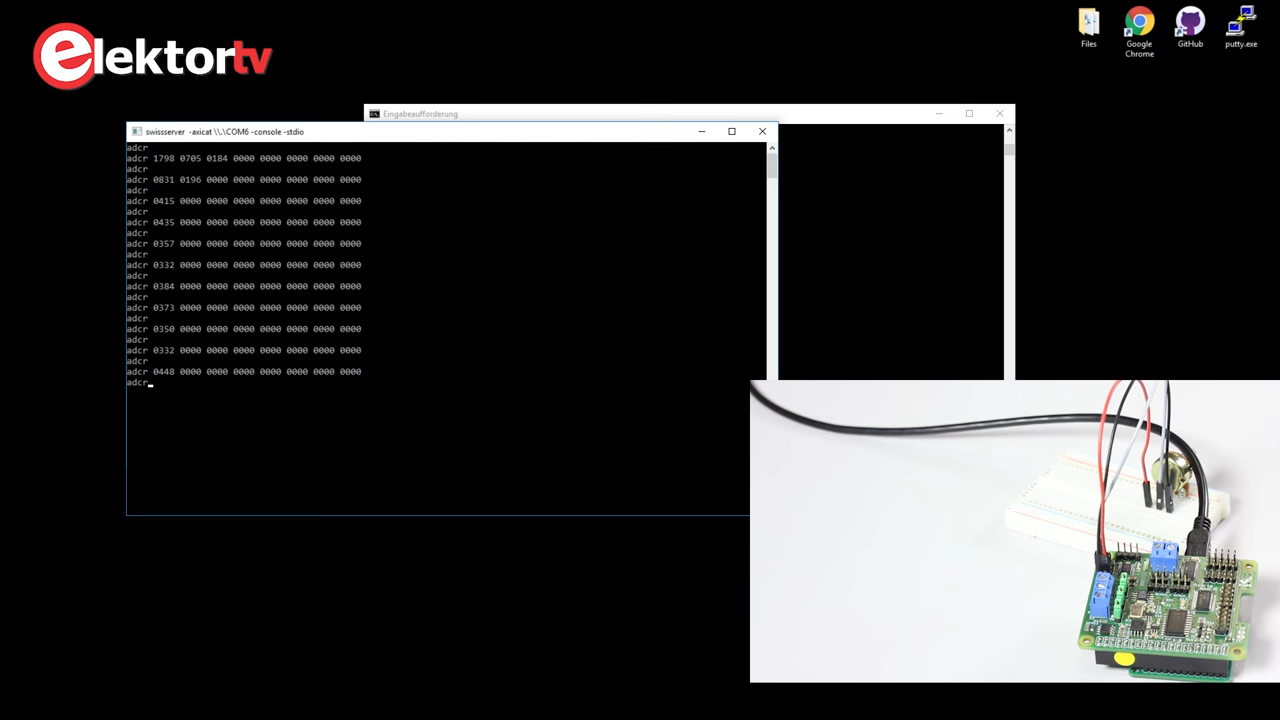 elektortv
Files
Google
Chrome
GitHub
putty.exe
Eingabeaufforderung
swissserver -axicat \\.\COM6 -console -stdio
adcr
adcr 1798 0705 0184 0000 0000 0000 0000 0000
adcr
adcr 0831 0196 0000 0000 0000 0000 0000 0000
adcr
adcr 0415 0000 0000 0000 0000 0000 0000 0000
adcr
adcr 0435 0000 0000 0000 0000 0000 0000 0000
adcr
adcr 0357 0000 0000 0000 0000 0000 0000 0000
adcr
adcr 0332 0000 0000 0000 0000 0000 0000 0000
adcr
adcr 0384 0000 0000 0000 0000 0000 0000 0000
adcr
adcr 0373 0000 0000 0000 0000 0000 0000 0000
adcr
adcr 0350 0000 0000 0000 0000 0000 0000 0000
adcr
adcr 0332 0000 0000 0000 0000 0000 0000 0000
adcr
adcr 0448 0000 0000 0000 0000 0000 0000 0000
adcr